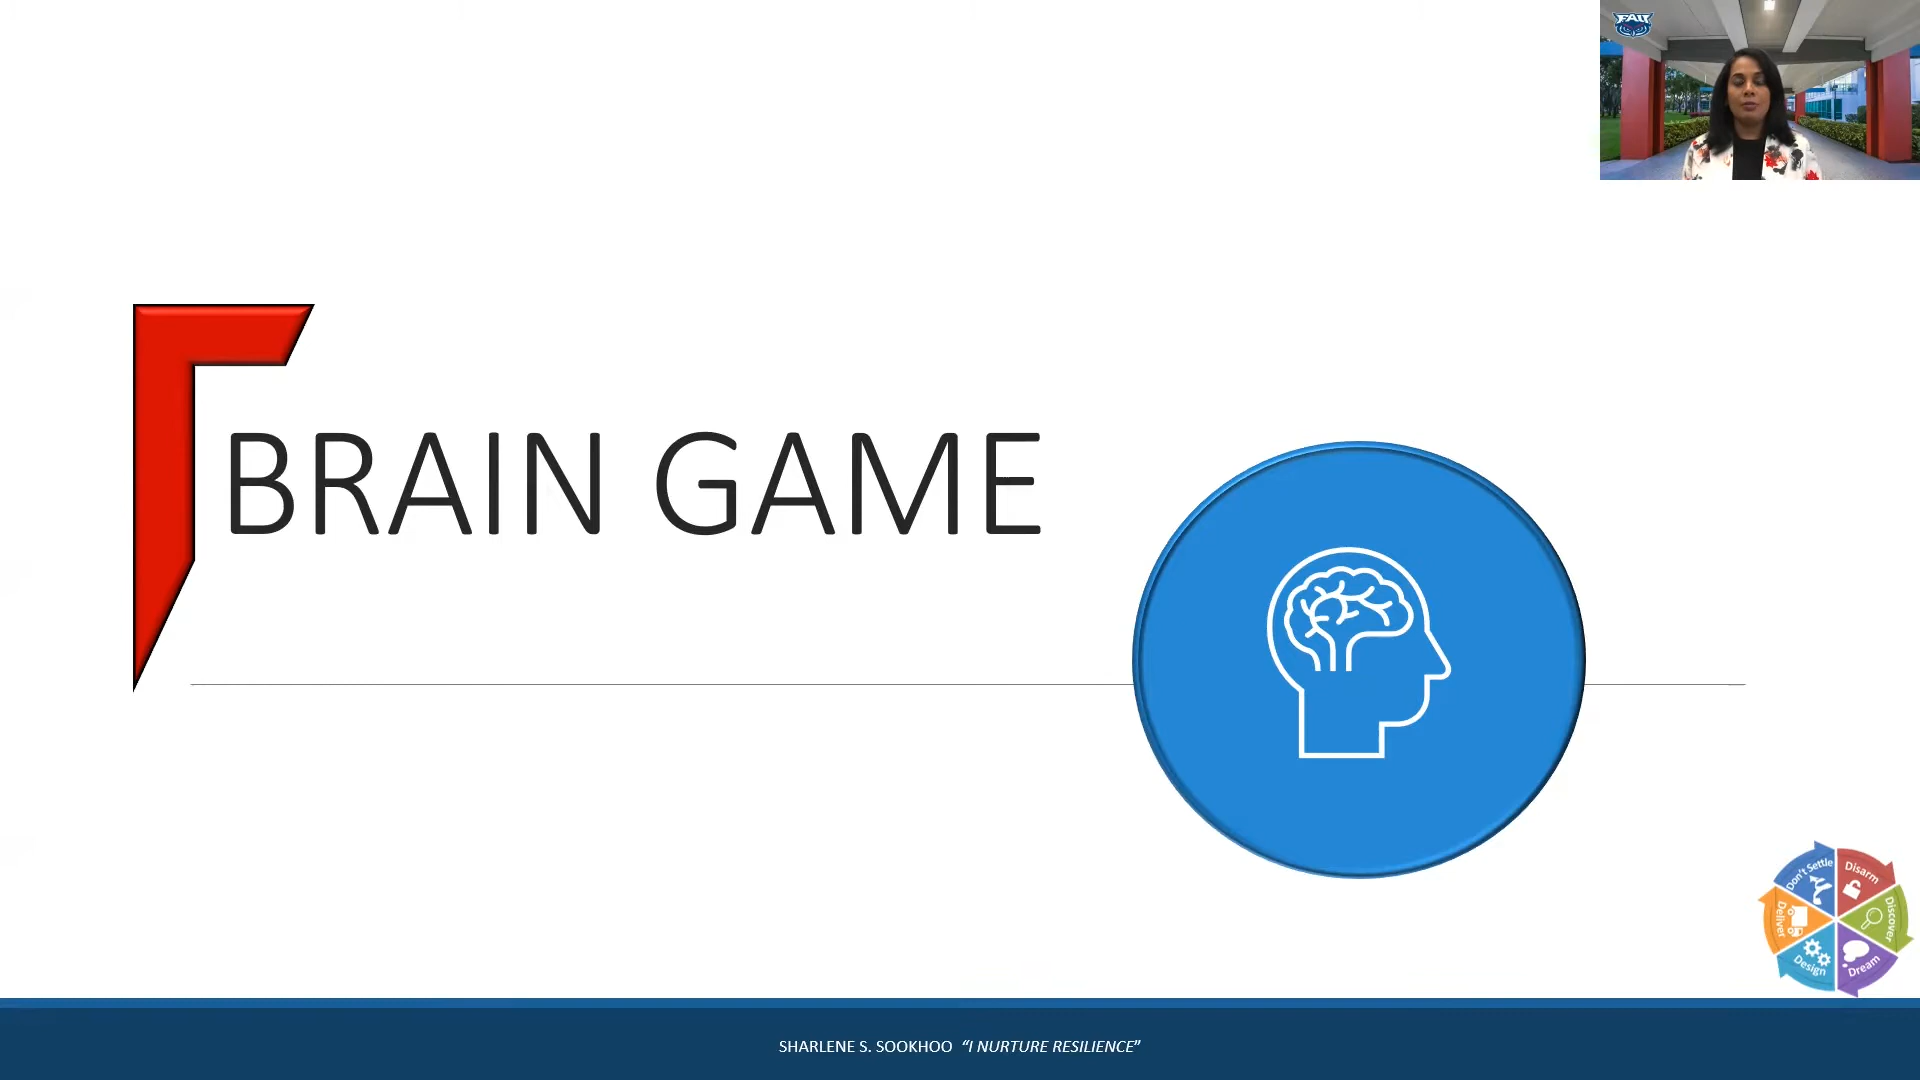 FAU
BRAIN GAME
Don't Settle
Disarm
Discover
Dream
Design
Deliver
SHARLENE S. SOOKHOO “I NURTURE RESILIENCE”